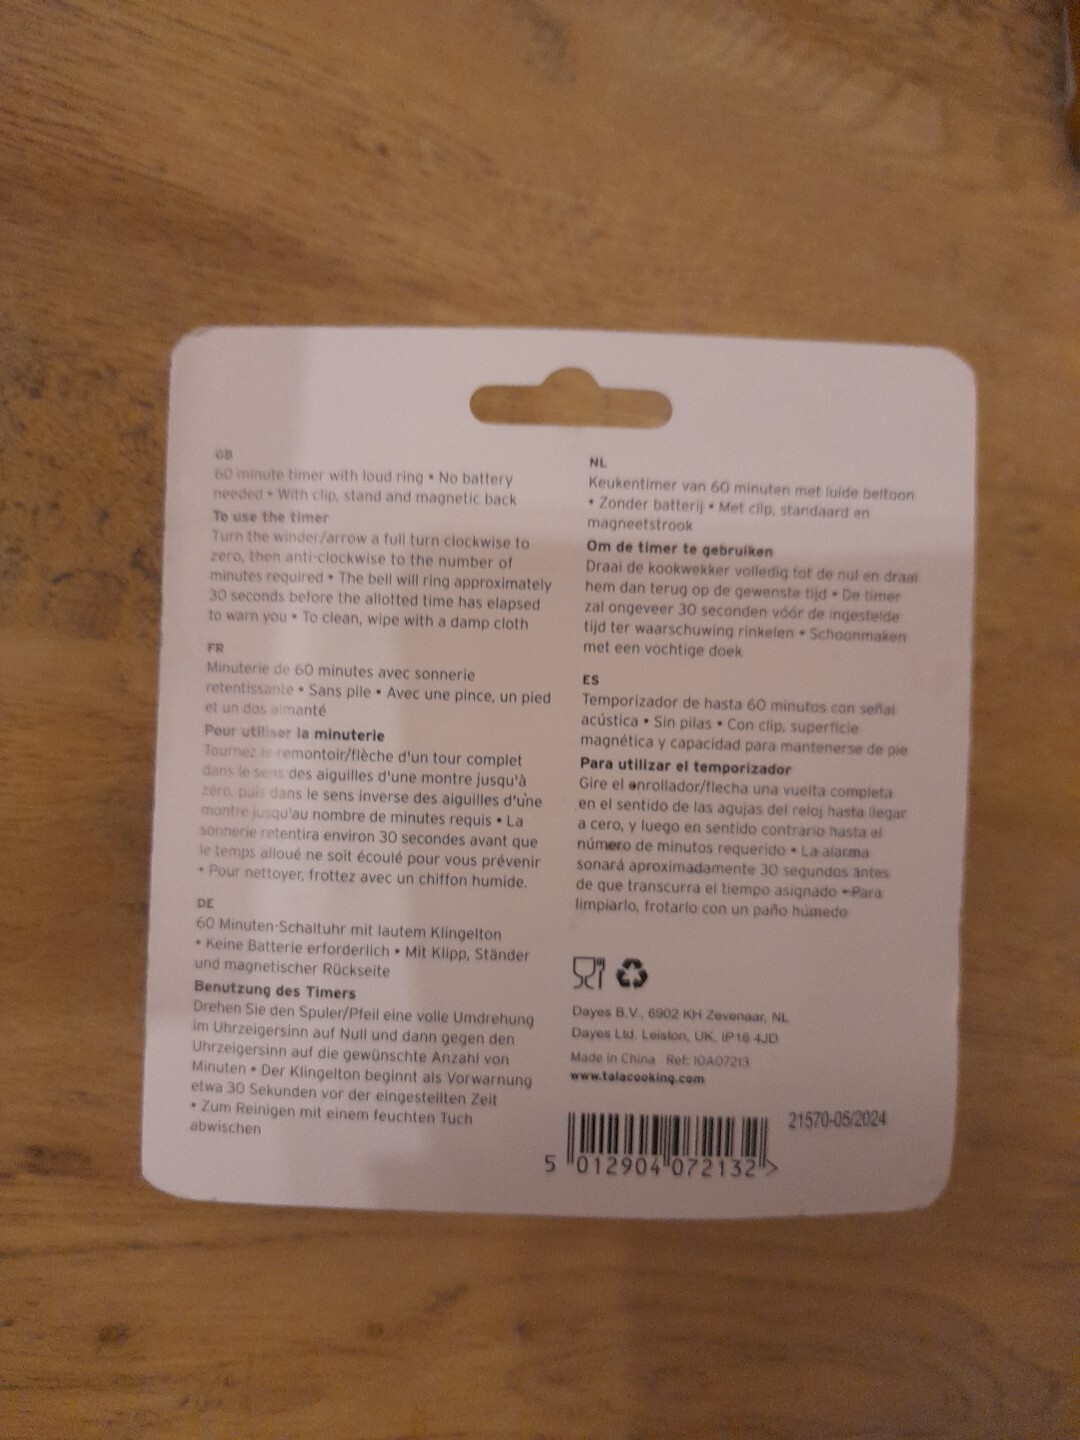 GB
60 minute timer with loud ring • No battery
needed • With clip, stand and magnetic back
To use the timer
Turn the winder/arrow a full turn clockwise to
zero, then anti-clockwise to the number of
minutes required • The bell will ring approximately
30 seconds before the allotted time has elapsed
to warn you • To clean, wipe with a damp cloth
FR
Minuterie de 60 minutes avec sonnerie
retentissante • Sans pile • Avec une pince, un pied
et un dos aimanté
Pour utiliser la minuterie
Tournez le remontoir/flèche d'un tour complet
dans le sens des aiguilles d'une montre jusqu'à
zéro, puis dans le sens inverse des aiguilles d'une
montre jusqu'au nombre de minutes requis • La
sonnerie retentira environ 30 secondes avant que
le temps alloué ne soit écoulé pour vous prévenir
• Pour nettoyer, frottez avec un chiffon humide.
DE
60 Minuten-Schaltuhr mit lautem Klingelton
• Keine Batterie erforderlich • Mit Klipp, Ständer
und magnetischer Rückseite
Benutzung des Timers
Drehen Sie den Spuler/Pfeil eine volle Umdrehung
im Uhrzeigersinn auf Null und dann gegen den
Uhrzeigersinn auf die gewünschte Anzahl von
Minuten • Der Klingelton beginnt als Vorwarnung
etwa 30 Sekunden vor der eingestellten Zeit
• Zum Reinigen mit einem feuchten Tuch
abwischen
NL
Keukentimer van 60 minuten met luide beltoon
• Zonder batterij • Met clip, standaard en
magneetstrook
Om de timer te gebruiken
Draai de kookwekker volledig tot de nul en draai
hem dan terug op de gewenste tijd • De timer
zal ongeveer 30 seconden vóór de ingestelde
tijd ter waarschuwing rinkelen • Schoonmaken
met een vochtige doek
ES
Temporizador de hasta 60 minutos con señal
acústica • Sin pilas • Con clip, superficie
magnética y capacidad para mantenerse de pie
Para utilizar el temporizador
Gire el enrollador/flecha una vuelta completa
en el sentido de las agujas del reloj hasta llegar
a cero, y luego en sentido contrario hasta el
número de minutos requerido • La alarma
sonará aproximadamente 30 segundos antes
de que transcurra el tiempo asignado • Para
limpiarlo, frotarlo con un paño húmedo
Dayes B.V., 6902 KH Zevenaar, NL
Dayes Ltd. Leiston, UK, IP16 4JD
Made in China Ref: 10A07213
www.talacooking.com
21570-05/2024
5 012904 072132 >